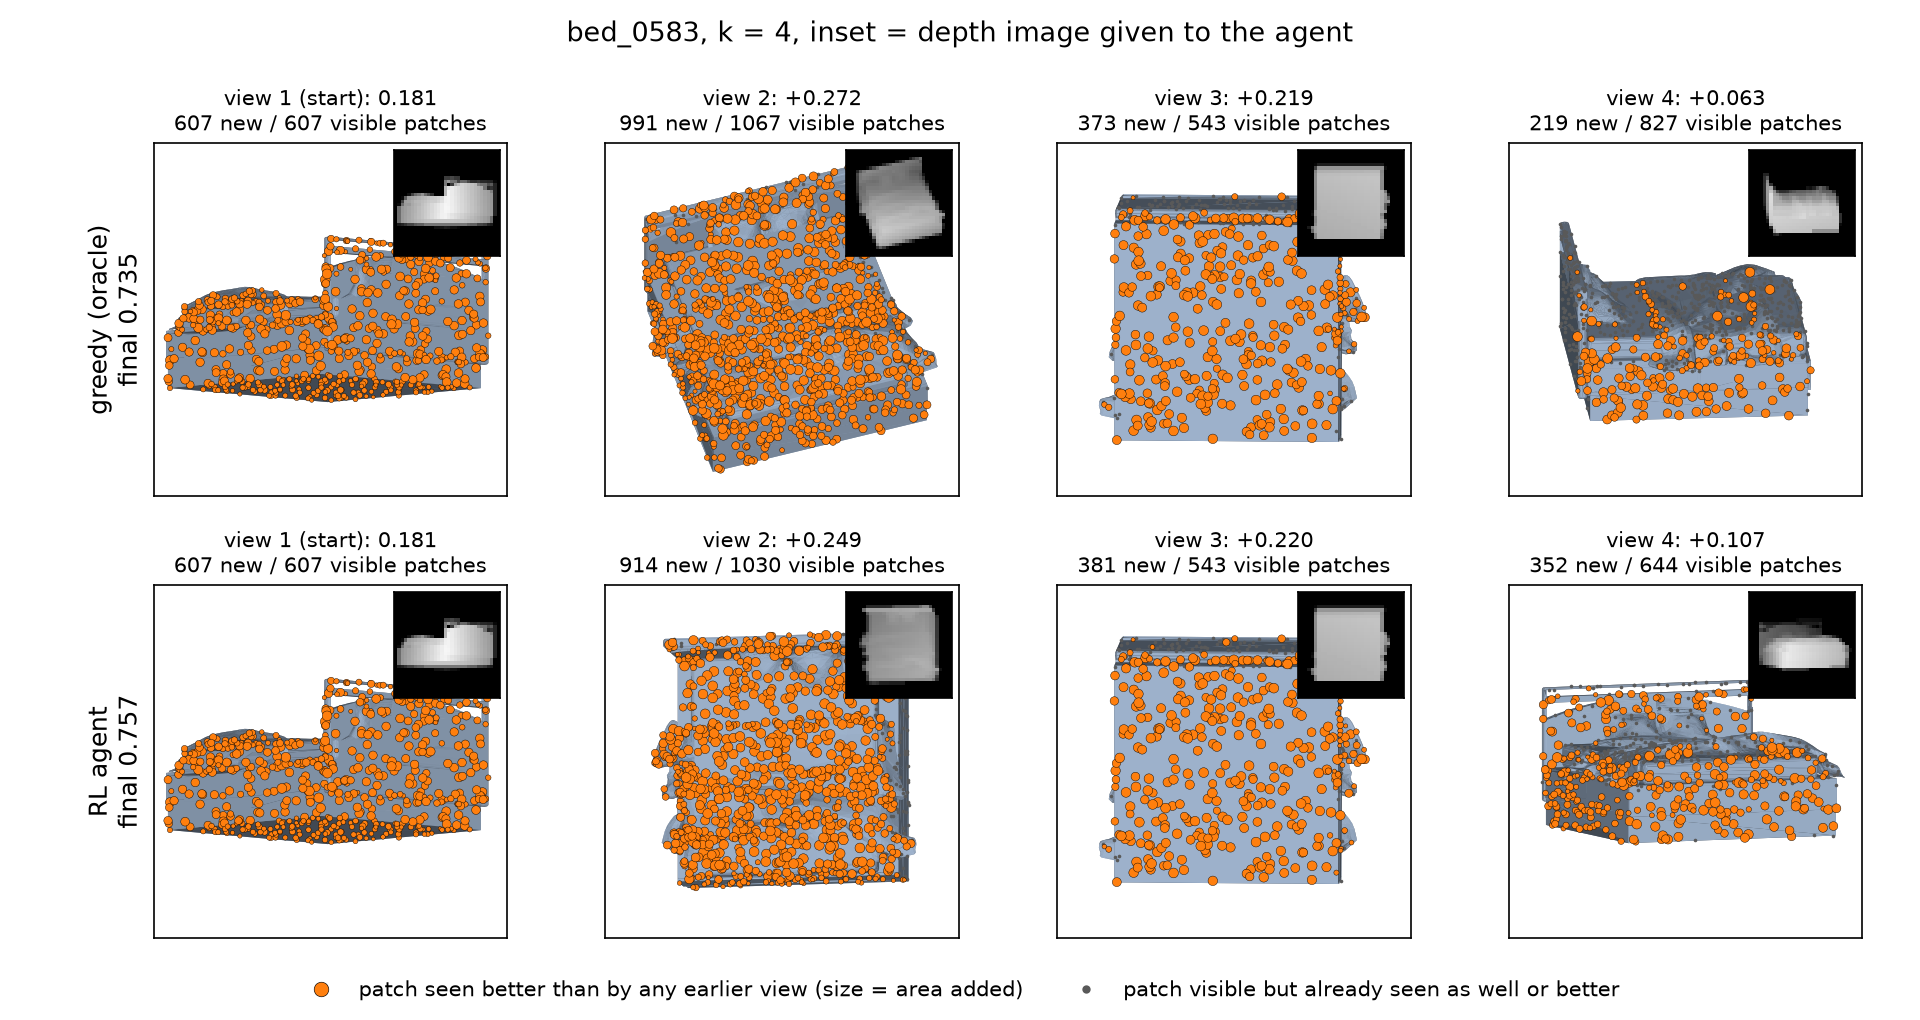 bed_0583, k = 4, inset = depth image given to the agent
view 1 (start): 0.181
607 new / 607 visible patches
view 2: +0.272
991 new / 1067 visible patches
view 3: +0.219
373 new / 543 visible patches
view 4: +0.063
219 new / 827 visible patches
greedy (oracle)
final 0.735
view 1 (start): 0.181
607 new / 607 visible patches
view 2: +0.249
914 new / 1030 visible patches
view 3: +0.220
381 new / 543 visible patches
view 4: +0.107
352 new / 644 visible patches
RL agent
final 0.757
patch seen better than by any earlier view (size = area added)
patch visible but already seen as well or better